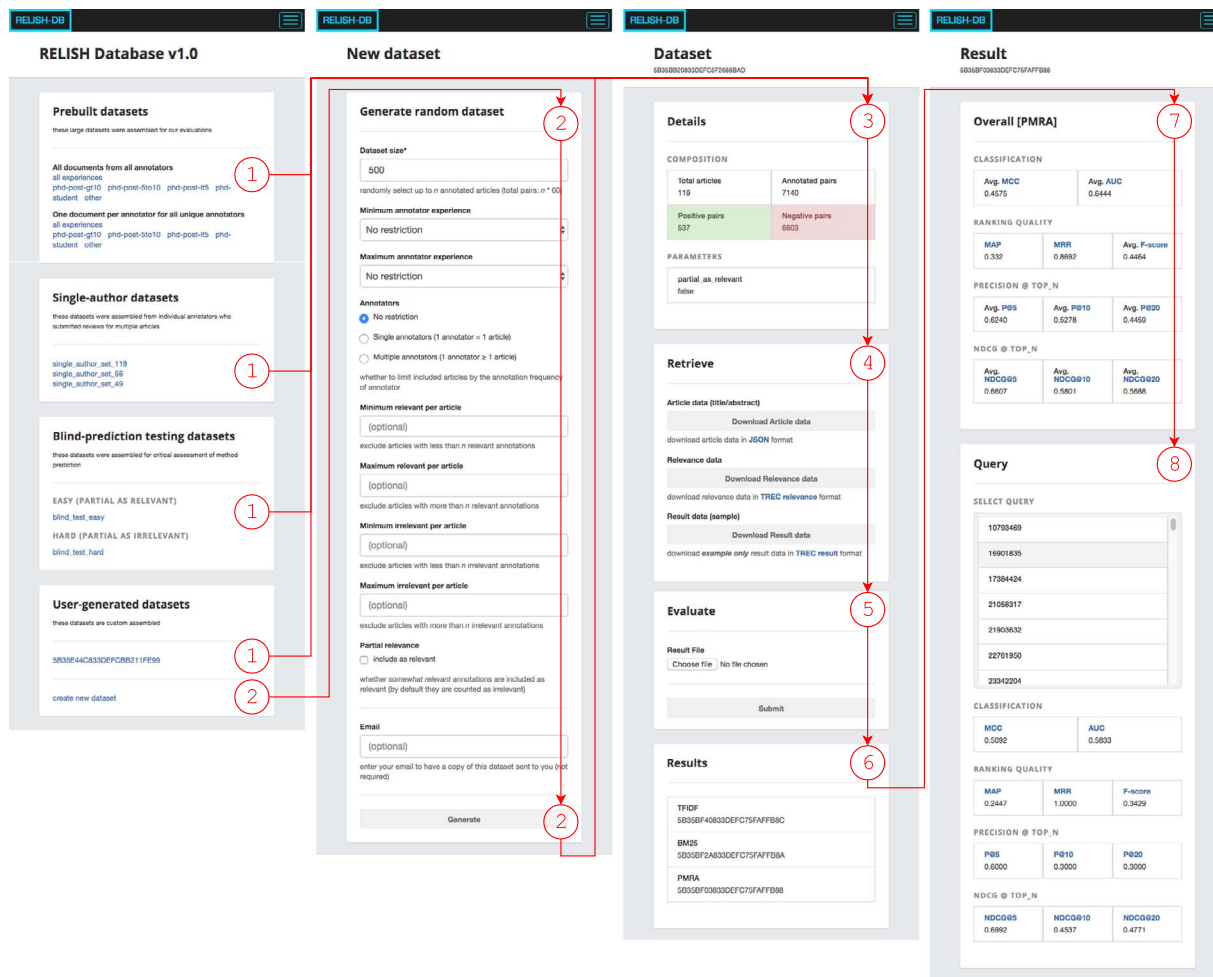 RELISH-DB
RELISH Database v1.0
Prebuilt datasets
these large datasets were assembled for our evaluations
All documents from all annotators
all experiences
phd-post-gt10 phd-post-5to10 phd-post-lt5 phd-
student other
One document per annotator for all unique annotators
all experiences
phd-post-gt10 phd-post-5to10 phd-post-lt5 phd-
student other
1
Single-author datasets
these datasets were assembled from individual annotators who
submitted reviews for multiple articles
single_author_set_119
single_author_set_56
single_author_set_49
1
Blind-prediction testing datasets
these datasets were assembled for critical assessment of method
prediction
EASY (PARTIAL AS RELEVANT)
blind_test_easy
HARD (PARTIAL AS IRRELEVANT)
blind_test_hard
1
User-generated datasets
these datasets are custom assembled
5B35E44C833DEFCBB211FE99
1
create new dataset
2
RELISH-DB
New dataset
Generate random dataset
2
Dataset size*
500
randomly select up to n annotated articles (total pairs: n * 60)
Minimum annotator experience
No restriction
Maximum annotator experience
No restriction
Annotators
No restriction
Single annotators (1 annotator = 1 article)
Multiple annotators (1 annotator ≥ 1 article)
whether to limit included articles by the annotation frequency
of annotator
Minimum relevant per article
(optional)
exclude articles with less than n relevant annotations
Maximum relevant per article
(optional)
exclude articles with more than n relevant annotations
Minimum irrelevant per article
(optional)
exclude articles with less than n irrelevant annotations
Maximum irrelevant per article
(optional)
exclude articles with more than n irrelevant annotations
Partial relevance
include as relevant
whether somewhat relevant annotations are included as
relevant (by default they are counted as irrelevant)
Email
(optional)
enter your email to have a copy of this dataset sent to you (not
required)
Generate
2
RELISH-DB
Dataset
5B35BB20833DEFC5F2688BAD
Details
3
COMPOSITION
Total articles Annotated pairs
119 7140
Positive pairs Negative pairs
537 6603
PARAMETERS
partial_as_relevant
false
Retrieve
4
Article data (title/abstract)
Download Article data
download article data in JSON format
Relevance data
Download Relevance data
download relevance data in TREC relevance format
Result data (sample)
Download Result data
download example only result data in TREC result format
Evaluate
5
Result File
Choose file No file chosen
Submit
Results
6
TFIDF
5B35BF40833DEFC75FAFFB8C
BM25
5B35BF2A833DEFC75FAFFB8A
PMRA
5B35BF03833DEFC75FAFFB88
RELISH-DB
Result
5B35BF03833DEFC75FAFFB88
Overall [PMRA]
7
CLASSIFICATION
Avg. MCC Avg. AUC
0.4575 0.6444
RANKING QUALITY
MAP MRR Avg. F-score
0.332 0.8692 0.4464
PRECISION @ TOP_N
Avg. P@5 Avg. P@10 Avg. P@20
0.6240 0.5278 0.4459
NDCG @ TOP_N
Avg. Avg. Avg.
NDCG@5 NDCG@10 NDCG@20
0.6607 0.5801 0.5688
Query
8
SELECT QUERY
10793469
16901835
17384424
21058317
21903632
22761950
23342204
CLASSIFICATION
MCC AUC
0.5092 0.5833
RANKING QUALITY
MAP MRR F-score
0.2447 1.0000 0.3429
PRECISION @ TOP_N
P@5 P@10 P@20
0.6000 0.3000 0.3000
NDCG @ TOP_N
NDCG@5 NDCG@10 NDCG@20
0.6992 0.4537 0.4771